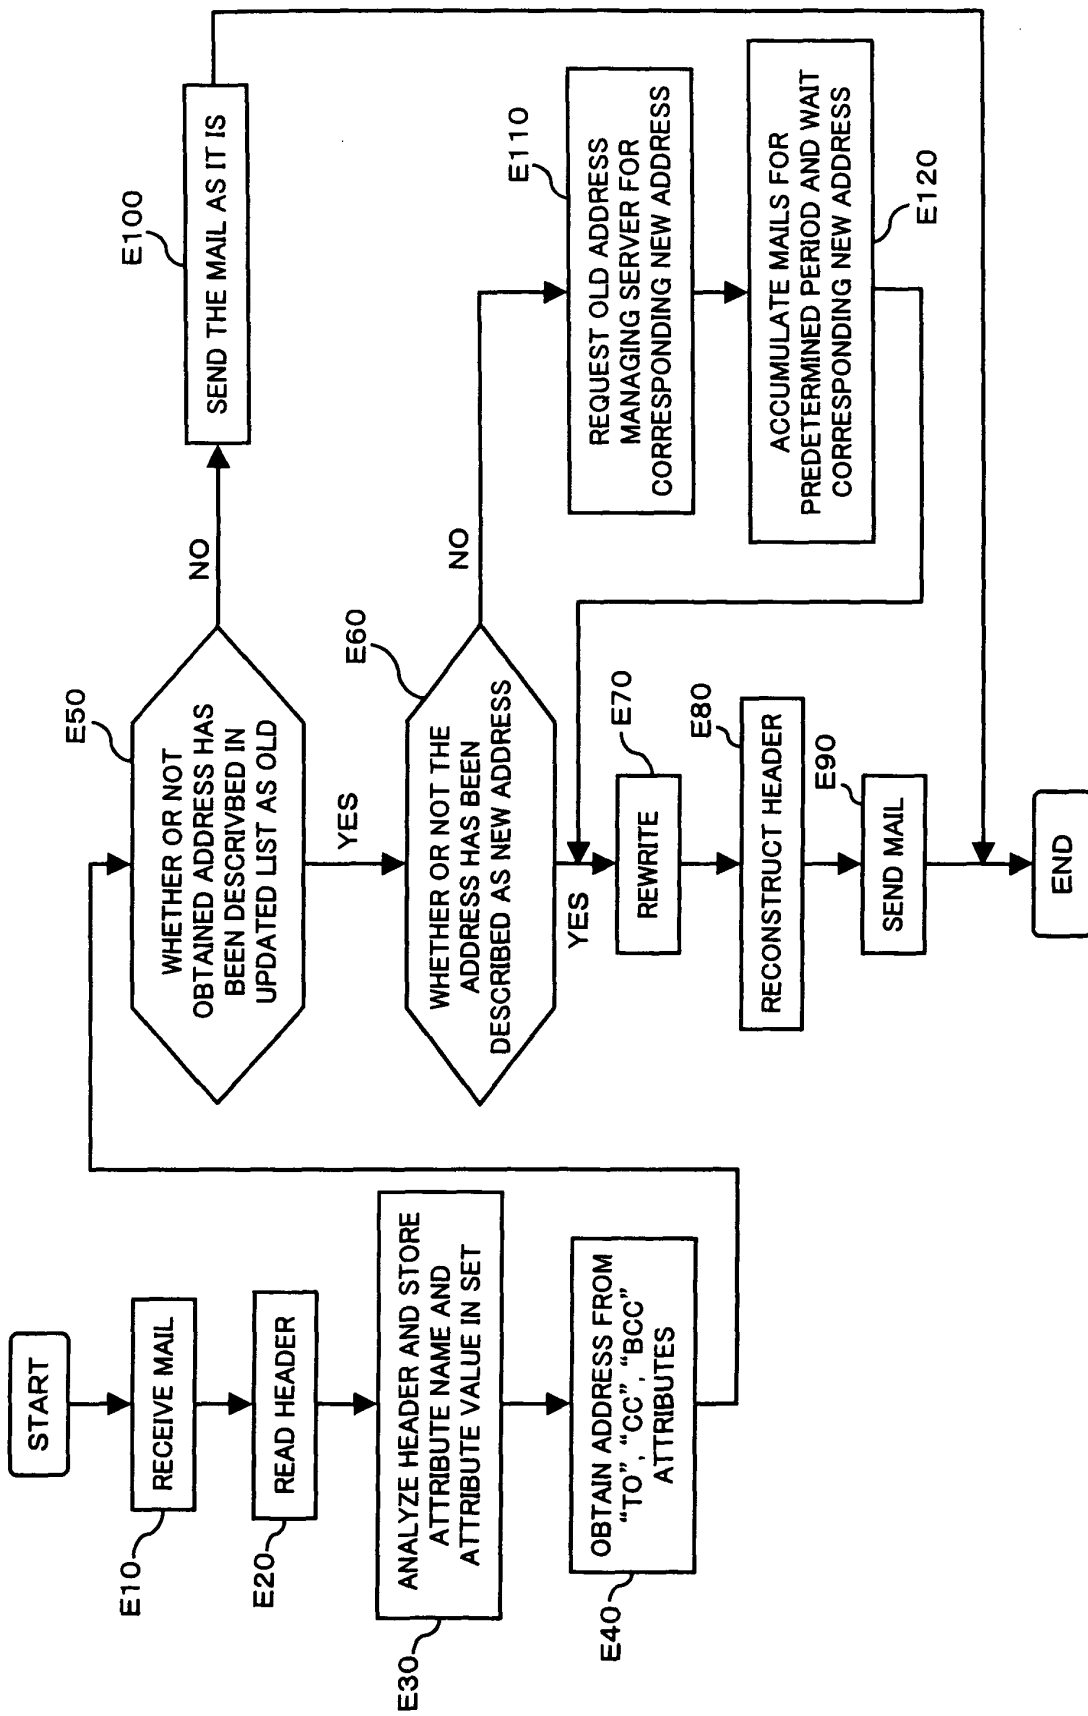 START
E10
RECEIVE MAIL
E20
READ HEADER
E30
ANALYZE HEADER AND STORE
ATTRIBUTE NAME AND
ATTRIBUTE VALUE IN SET
E40
OBTAIN ADDRESS FROM
“TO”, “CC”, “BCC”
ATTRIBUTES
E50
WHETHER OR NOT
OBTAINED ADDRESS HAS
BEEN DESCRIVBED IN
UPDATED LIST AS OLD
NO
YES
E100
SEND THE MAIL AS IT IS
E60
WHETHER OR NOT THE
ADDRESS HAS BEEN
DESCRIBED AS NEW ADDRESS
NO
YES
E110
REQUEST OLD ADDRESS
MANAGING SERVER FOR
CORRESPONDING NEW ADDRESS
E120
ACCUMULATE MAILS FOR
PREDETERMINED PERIOD AND WAIT
CORRESPONDING NEW ADDRESS
E70
REWRITE
E80
RECONSTRUCT HEADER
E90
SEND MAIL
END